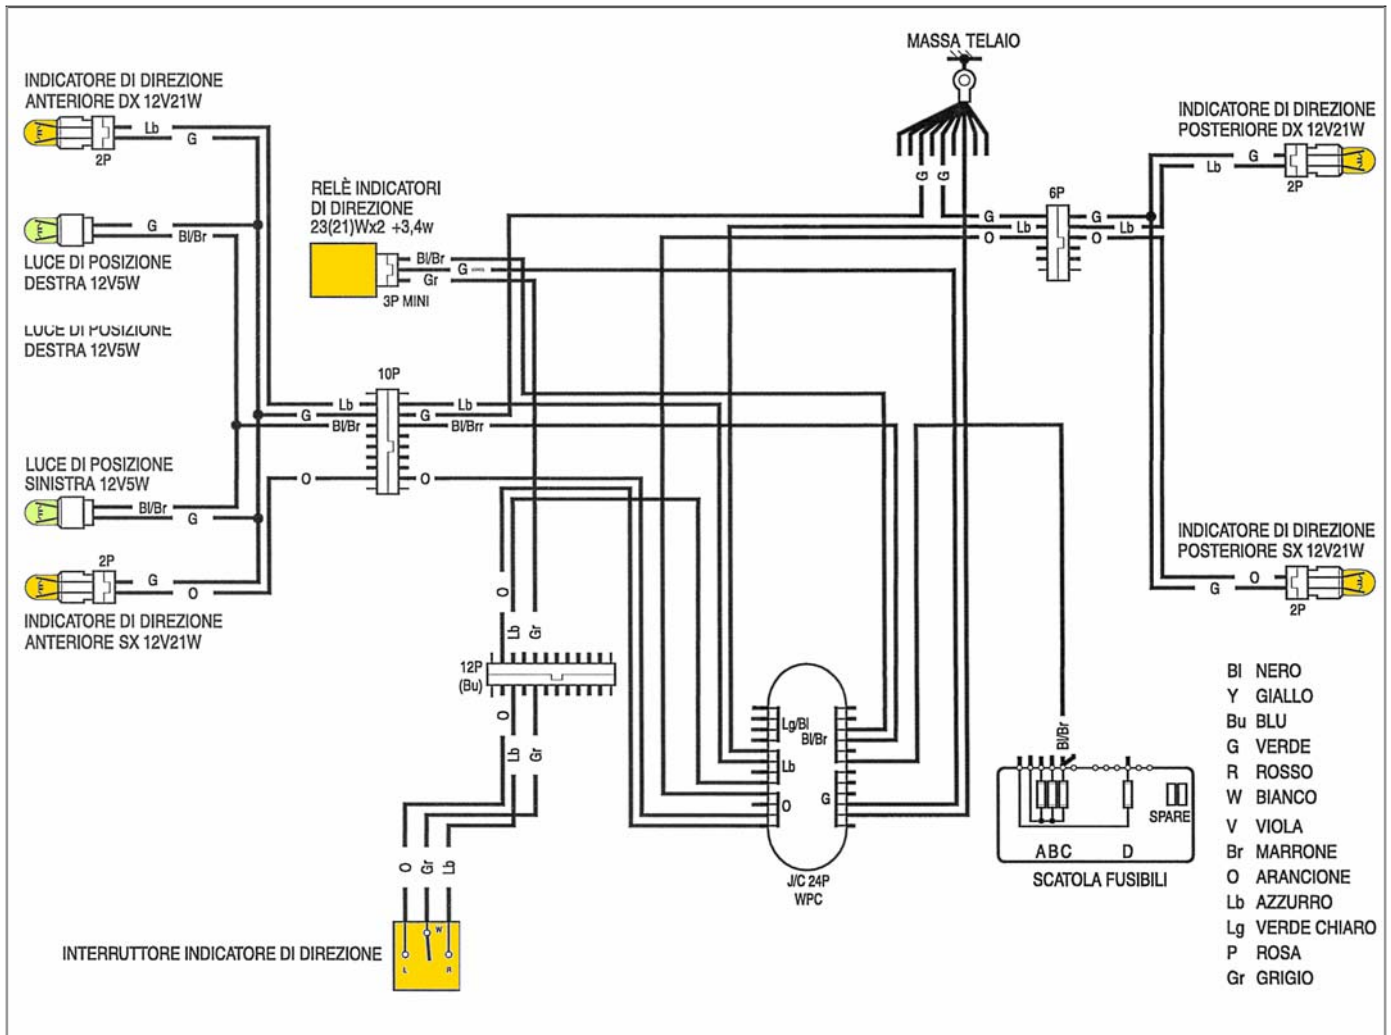 MASSA TELAIO
INDICATORE DI DIREZIONE
ANTERIORE DX 12V21W
Lb
G
2P
G
Bl/Br
LUCE DI POSIZIONE
DESTRA 12V5W
LUCE DI POSIZIONE
DESTRA 12V5W
RELÈ INDICATORI
DI DIREZIONE
23(21)Wx2 +3,4w
Bl/Br
G
Gr
3P MINI
G
G
INDICATORE DI DIREZIONE
POSTERIORE DX 12V21W
G
Lb
2P
6P
G
Lb
O
G
Lb
O
10P
Lb
G
Bl/Br
O
Lb
G
Bl/Brr
O
LUCE DI POSIZIONE
SINISTRA 12V5W
Bl/Br
G
2P
G
O
INDICATORE DI DIREZIONE
ANTERIORE SX 12V21W
INDICATORE DI DIREZIONE
POSTERIORE SX 12V21W
O
G
2P
O
Lb
Gr
12P
(Bu)
O
Lb
Gr
O
Gr
Lb
W
L
R
INTERRUTTORE INDICATORE DI DIREZIONE
Lg/Bl
Bl/Br
Lb
O
G
J/C 24P
WPC
Bl/Br
SPARE
A B C D
SCATOLA FUSIBILI
Bl NERO
Y GIALLO
Bu BLU
G VERDE
R ROSSO
W BIANCO
V VIOLA
Br MARRONE
O ARANCIONE
Lb AZZURRO
Lg VERDE CHIARO
P ROSA
Gr GRIGIO